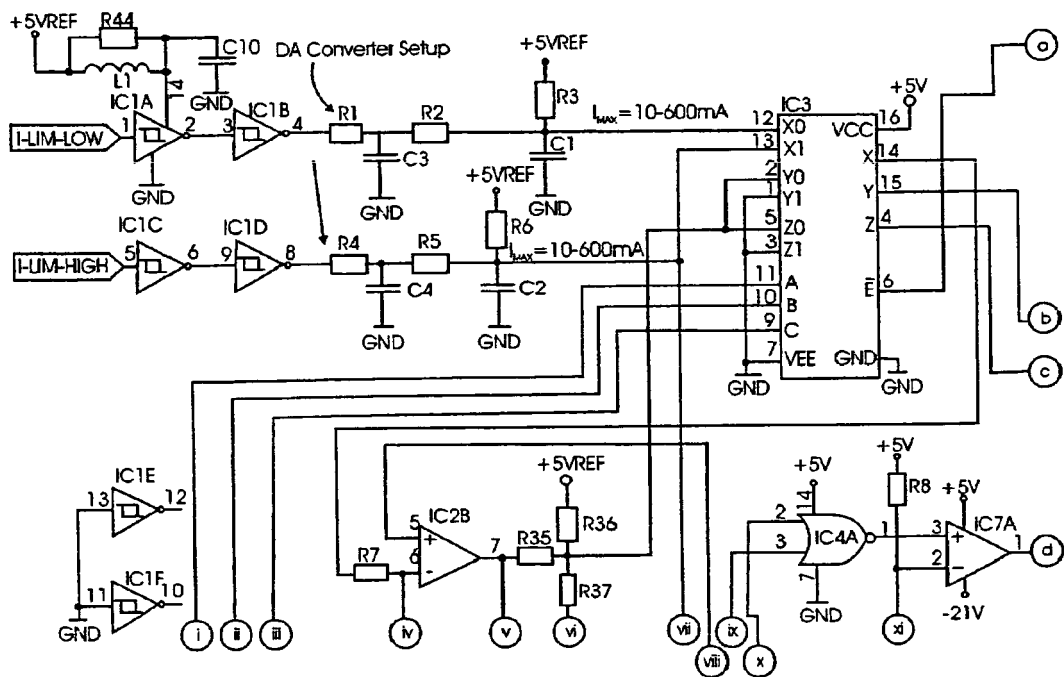 +5VREF
R44
C10
GND
L1
14
DA Converter Setup
+5VREF
R3
I-LIM-LOW
1
IC1A
2
3
IC1B
4
R1
R2
IMAX = 10-600mA
C3
C1
GND
GND
GND
I-LIM-HIGH
5
IC1C
6
9
IC1D
8
R4
R5
+5VREF
R6
IMAX = 10-600mA
C4
C2
GND
GND
IC3
12 X0
13 X1
2 Y0
1 Y1
5 Z0
3 Z1
11 A
10 B
9 C
7 VEE
GND
VCC 16
+5V
X 14
Y 15
Z 4
E 6
GND
GND
a
b
c
IC1E
13
12
IC1F
11
10
GND
i
ii
iii
R7
5
6
+
-
IC2B
7
R35
+5VREF
R36
R37
iv
v
vi
vii
viii
+5V
14
2
3
IC4A
1
7
GND
ix
x
+5V
R8
+5V
3
2
+
-
IC7A
1
-21V
xi
d